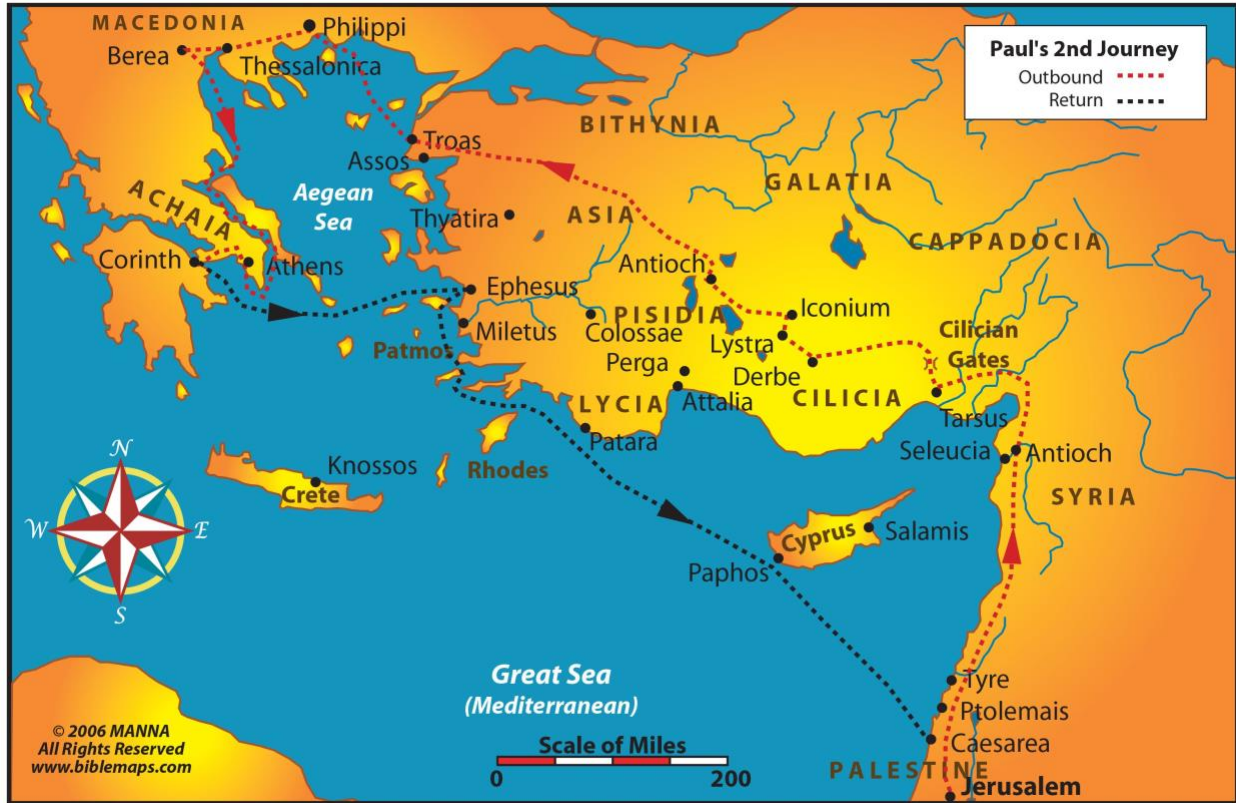 MACEDONIA
Philippi
Berea
Thessalonica
Paul's 2nd Journey
Outbound
Return
BITHYNIA
Troas
Assos
GALATIA
Aegean
Sea
ACHAIA
Thyatira
ASIA
CAPPADOCIA
Corinth
Athens
Antioch
Ephesus
PISIDIA
Iconium
Miletus
Colossae
Lystra
Cilician
Gates
Patmos
Perga
Derbe
LYCIA
Attalia
CILICIA
Tarsus
Patara
Seleucia
Antioch
N
Knossos
Rhodes
Crete
SYRIA
W
E
Cyprus
Salamis
Paphos
S
Great Sea
(Mediterranean)
Tyre
Ptolemais
© 2006 MANNA
All Rights Reserved
www.biblemaps.com
Scale of Miles
0
200
Caesarea
PALESTINE
Jerusalem